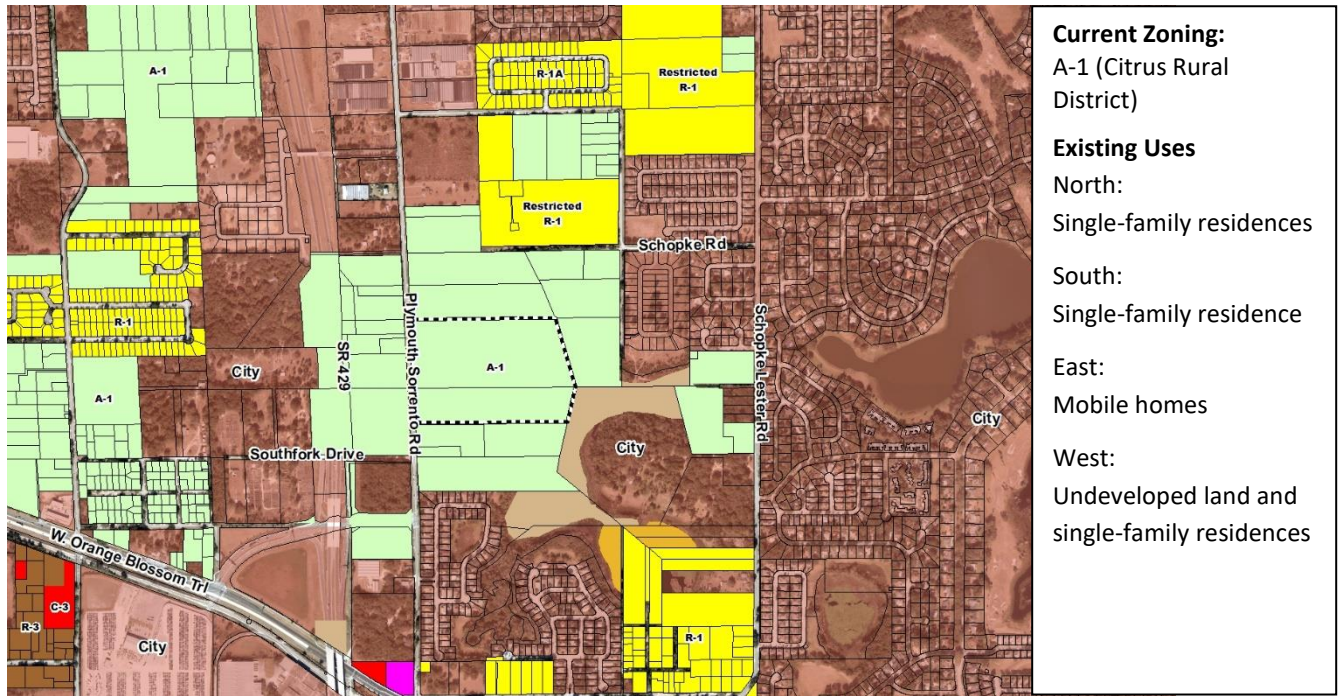 A-1
R-1A
Restricted
R-1
Restricted
R-1
Schopke Rd
R-1
Plymouth Sorrento Rd
SR 429
Schopke Lester Rd
City
A-1
A-1
City
City
Southfork Drive
W. Orange Blossom Trl
C-3
R-3
City
R-1
Current Zoning:
A-1 (Citrus Rural
District)
Existing Uses
North:
Single-family residences
South:
Single-family residence
East:
Mobile homes
West:
Undeveloped land and
single-family residences